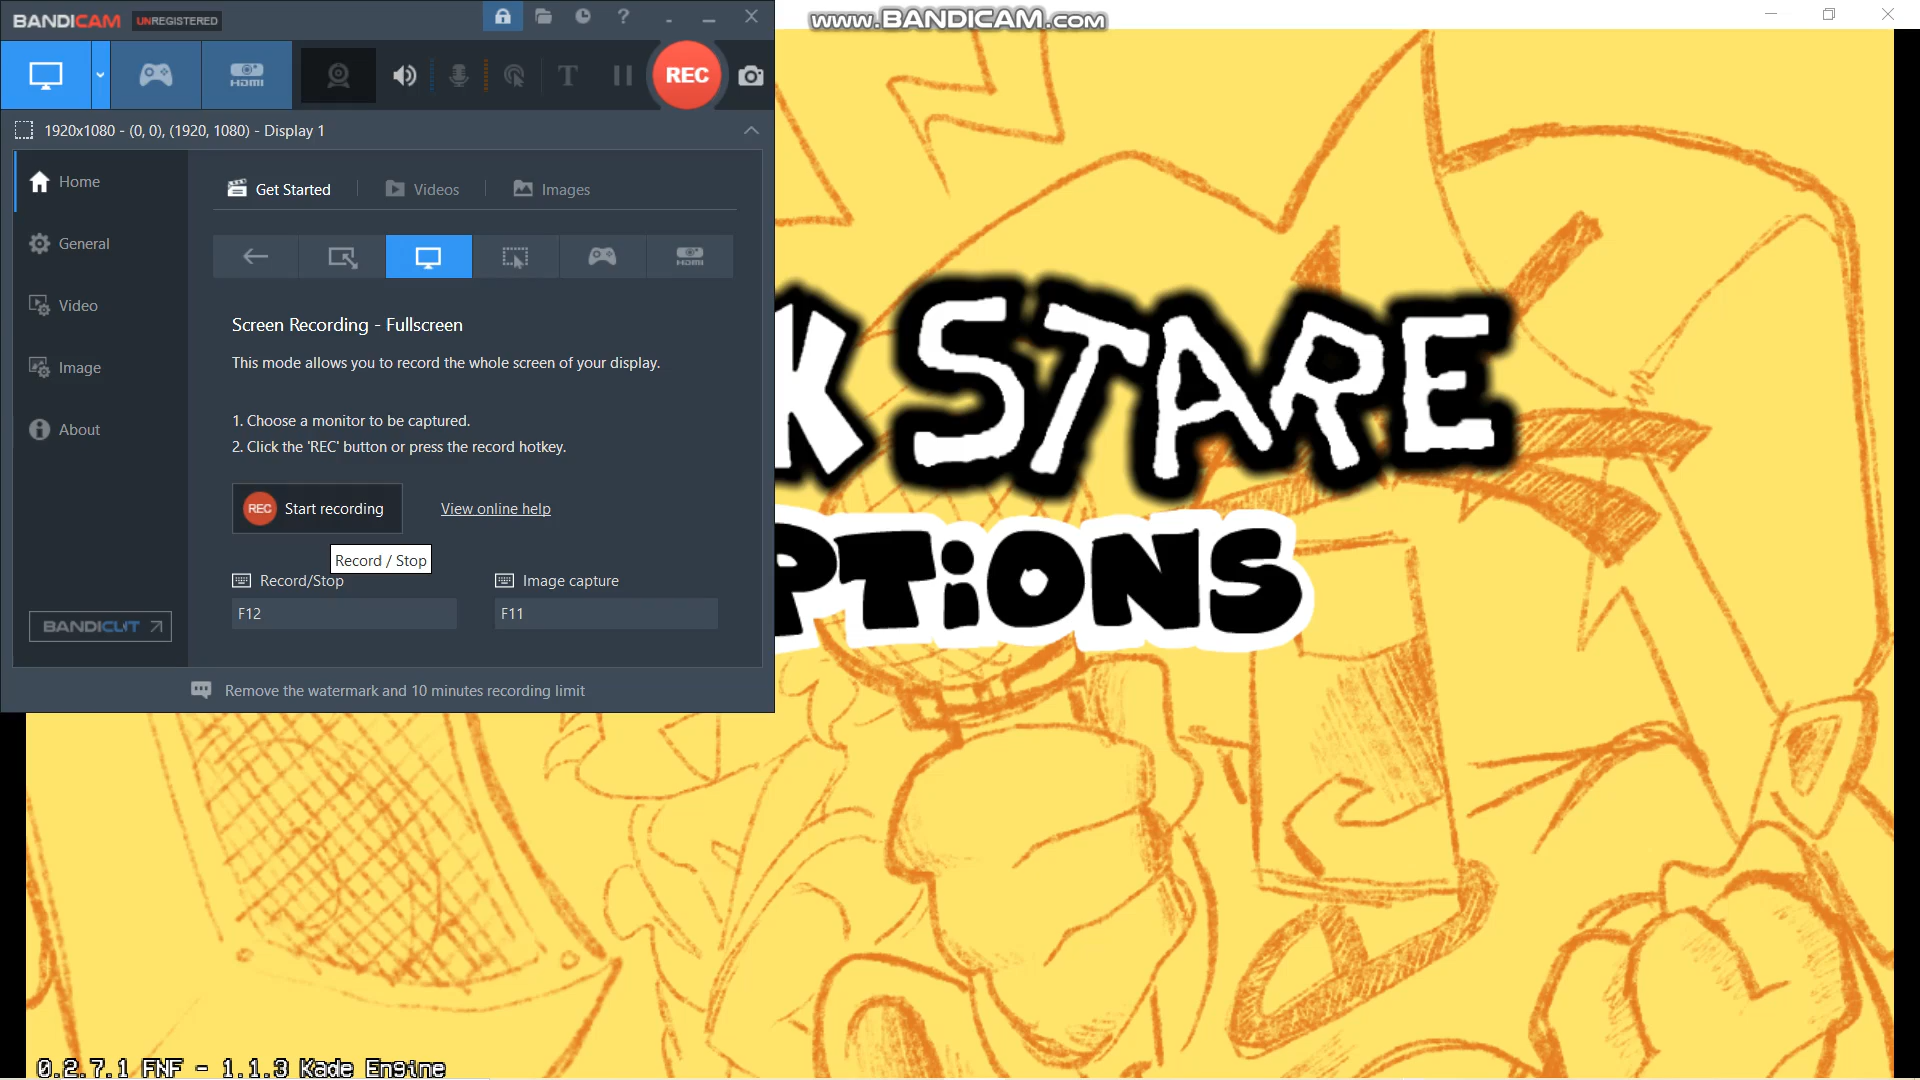 BANDICAM UNREGISTERED
www.BANDICAM.com
HDMI
T
REC
1920x1080 - (0, 0), (1920, 1080) - Display 1
Home
General
Video
Image
About
BANDICUT
Get Started
Videos
Images
HDMI
Screen Recording - Fullscreen
This mode allows you to record the whole screen of your display.
1. Choose a monitor to be captured.
2. Click the 'REC' button or press the record hotkey.
REC Start recording
View online help
Record / Stop
Record/Stop
Image capture
F12
F11
Remove the watermark and 10 minutes recording limit
K STARE
PTiONS
0.2.7.1 FNF - 1.1.3 Kade Engine